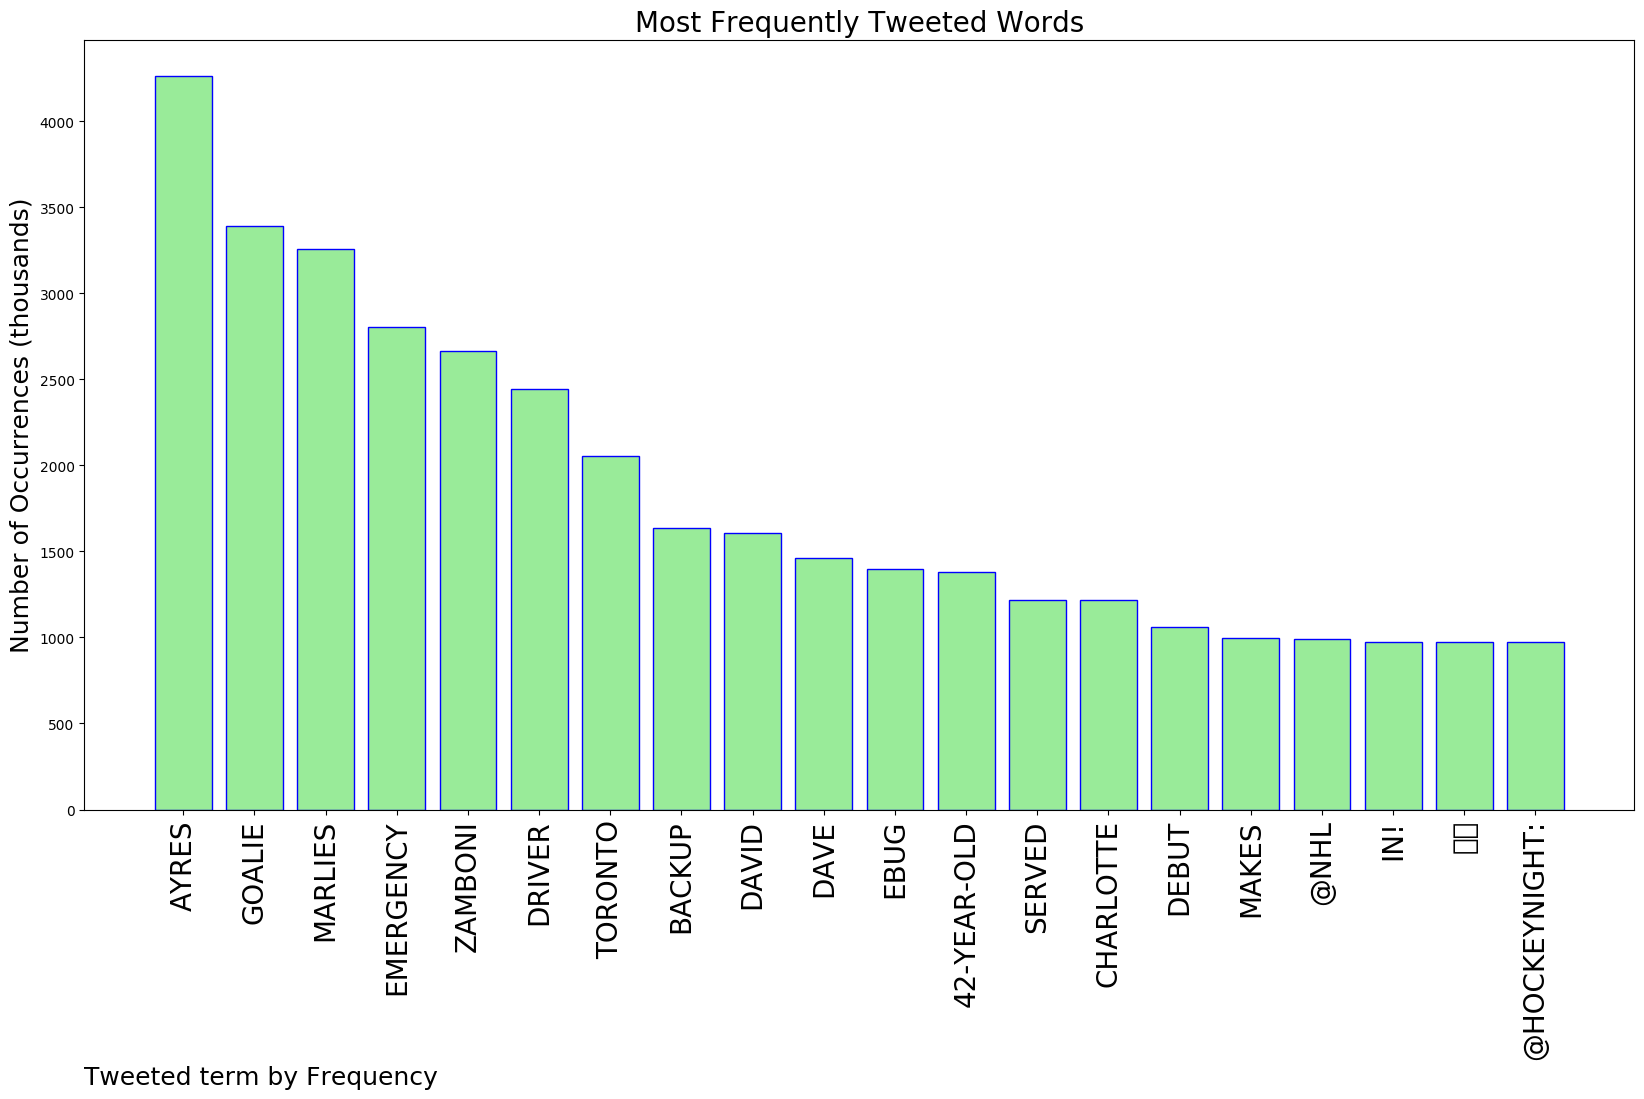 Most Frequently Tweeted Words
Number of Occurrences (thousands)
4000
3500
3000
2500
2000
1500
1000
500
0
AYRES
GOALIE
MARLIES
EMERGENCY
ZAMBONI
DRIVER
TORONTO
BACKUP
DAVID
DAVE
EBUG
42-YEAR-OLD
SERVED
CHARLOTTE
DEBUT
MAKES
@NHL
IN!
@HOCKEYNIGHT:
Tweeted term by Frequency